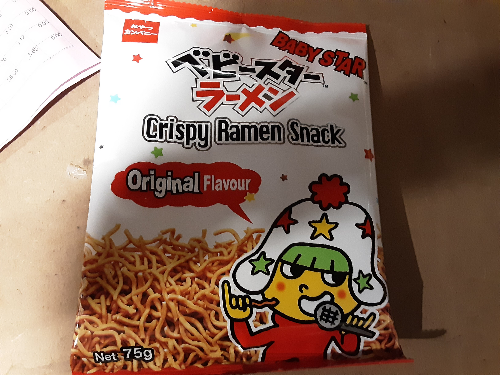 BABY STAR
ベビースター
ラーメン
Crispy Ramen Snack
Original Flavour
Net 75g